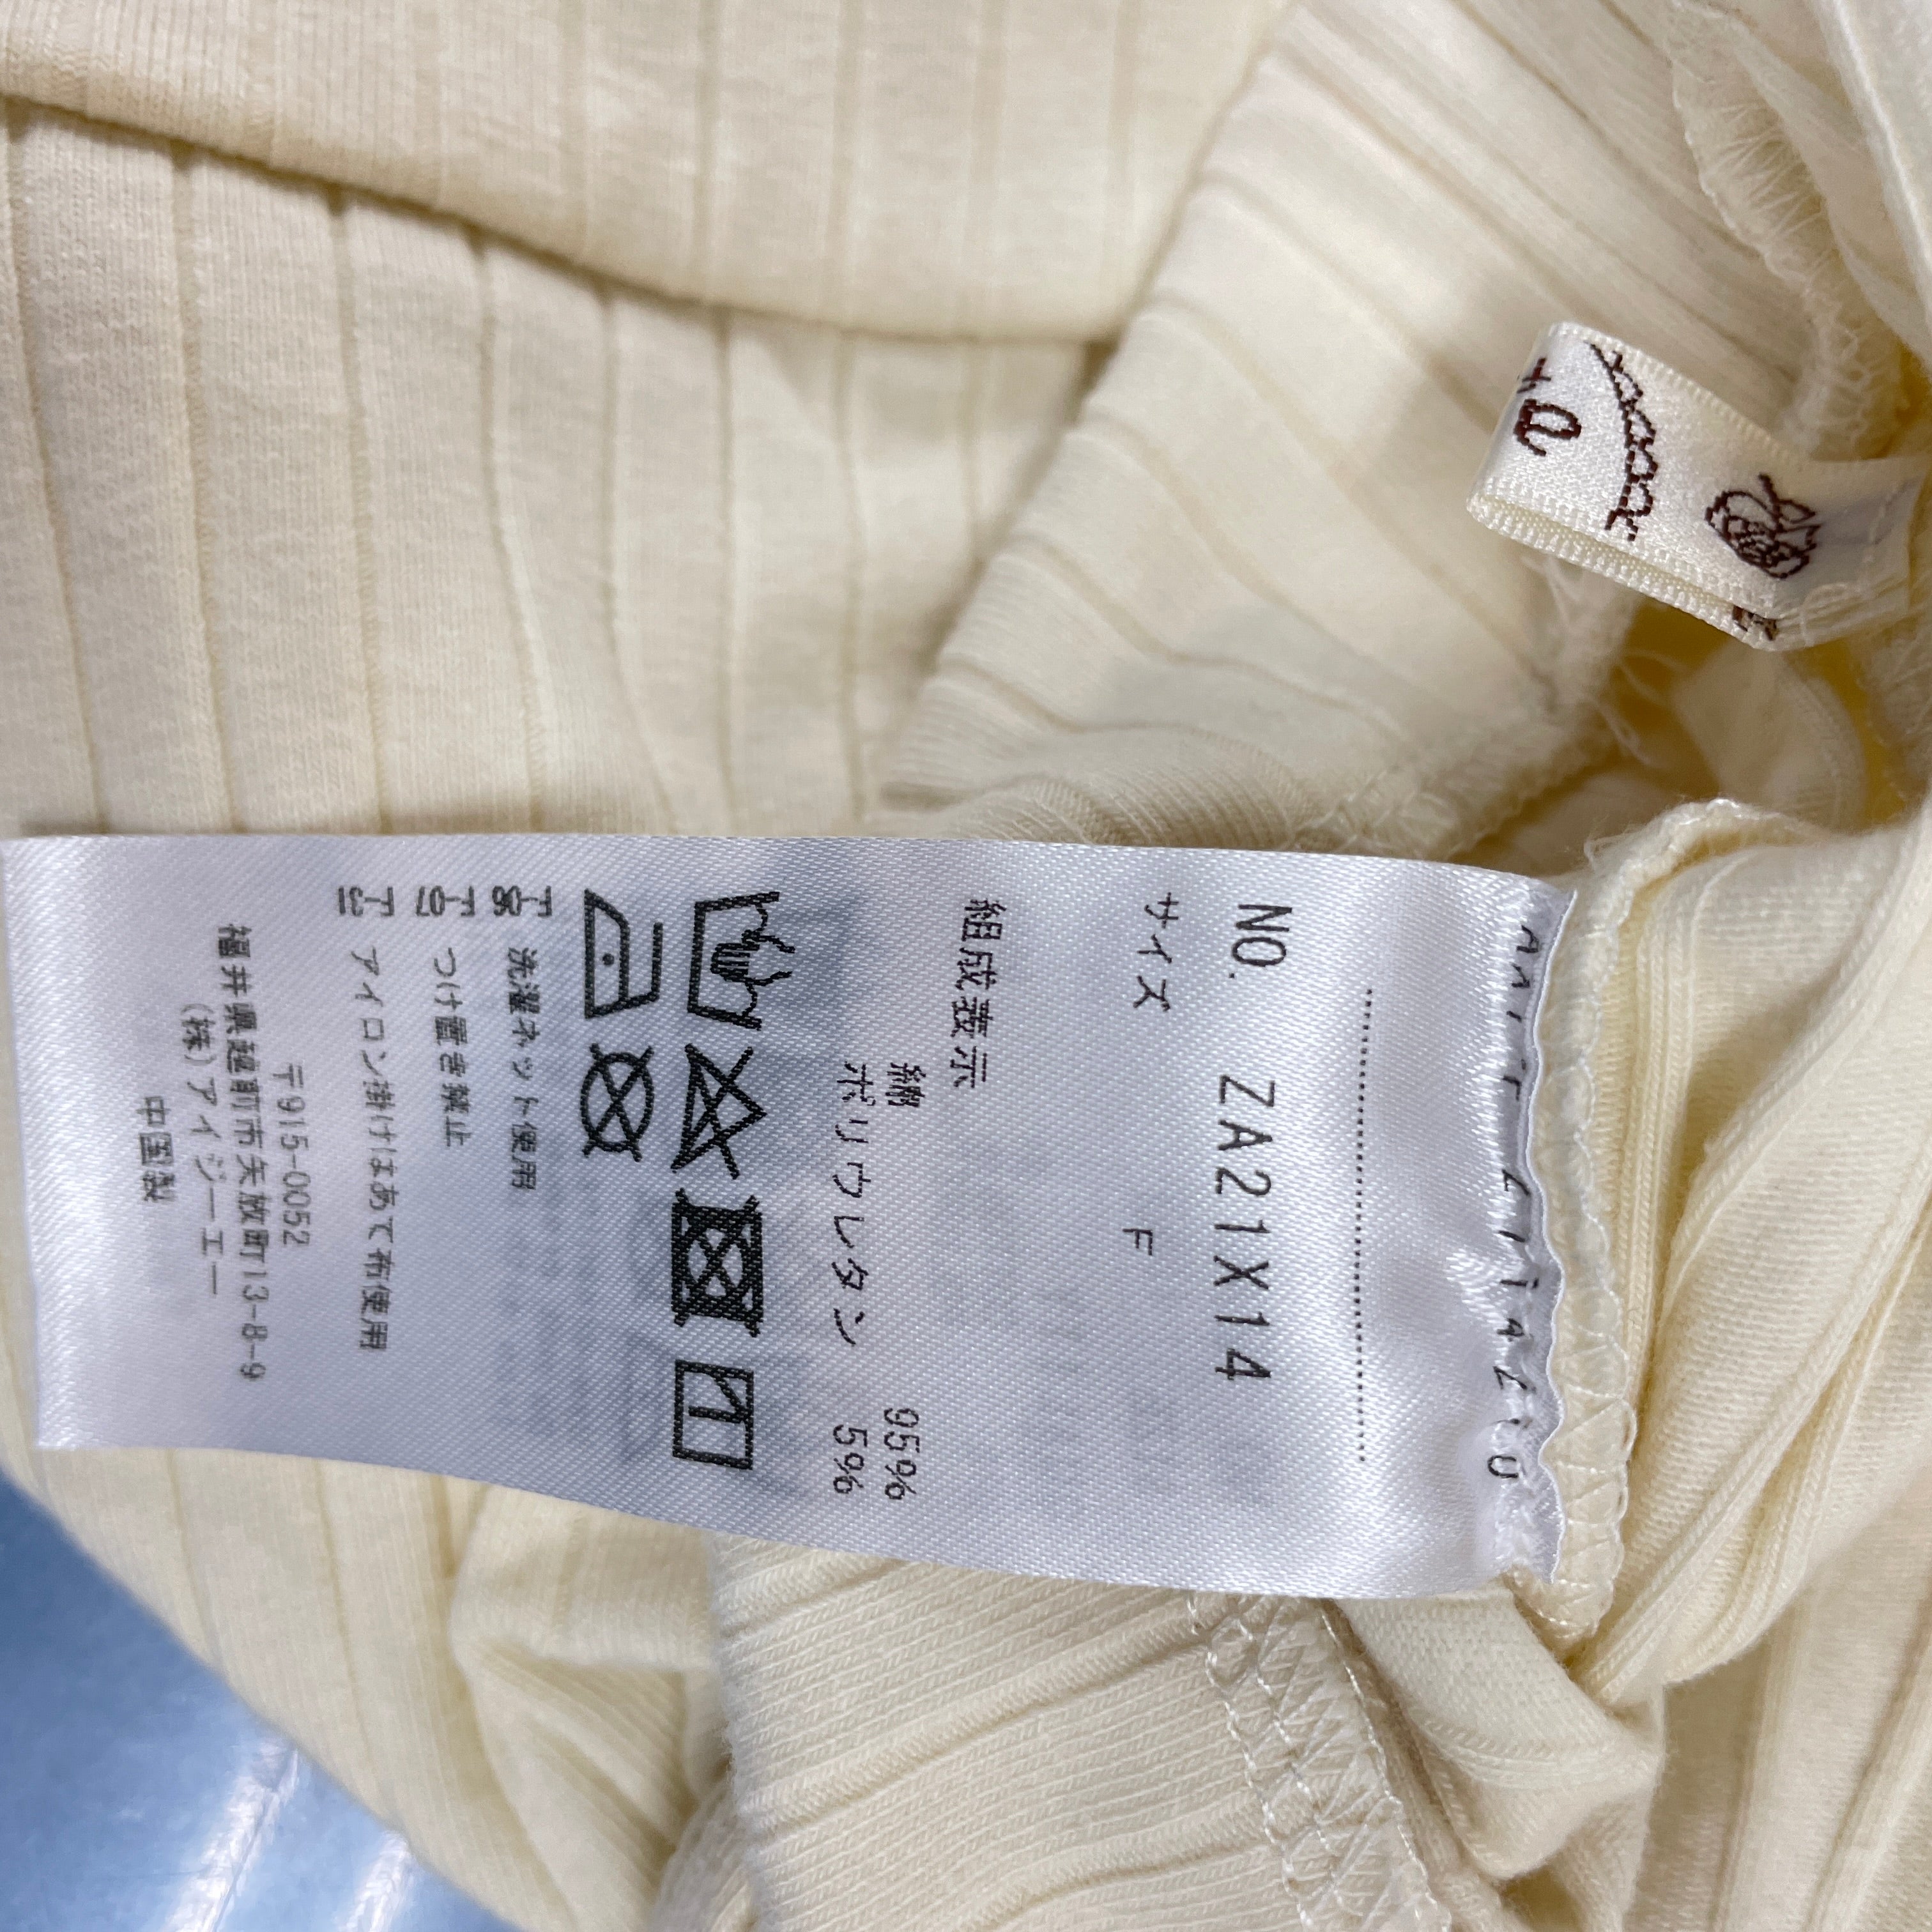 NO. ZA21X14
サイズ F
組成表示
綿 95%
ポリウレタン 5%
F-06 洗濯ネット使用
F-07 つけ置き禁止
F-31 アイロン掛けはあて布使用
〒915-0052
福井県越前市矢放町13-8-9
(株)アイジーエー
中国製